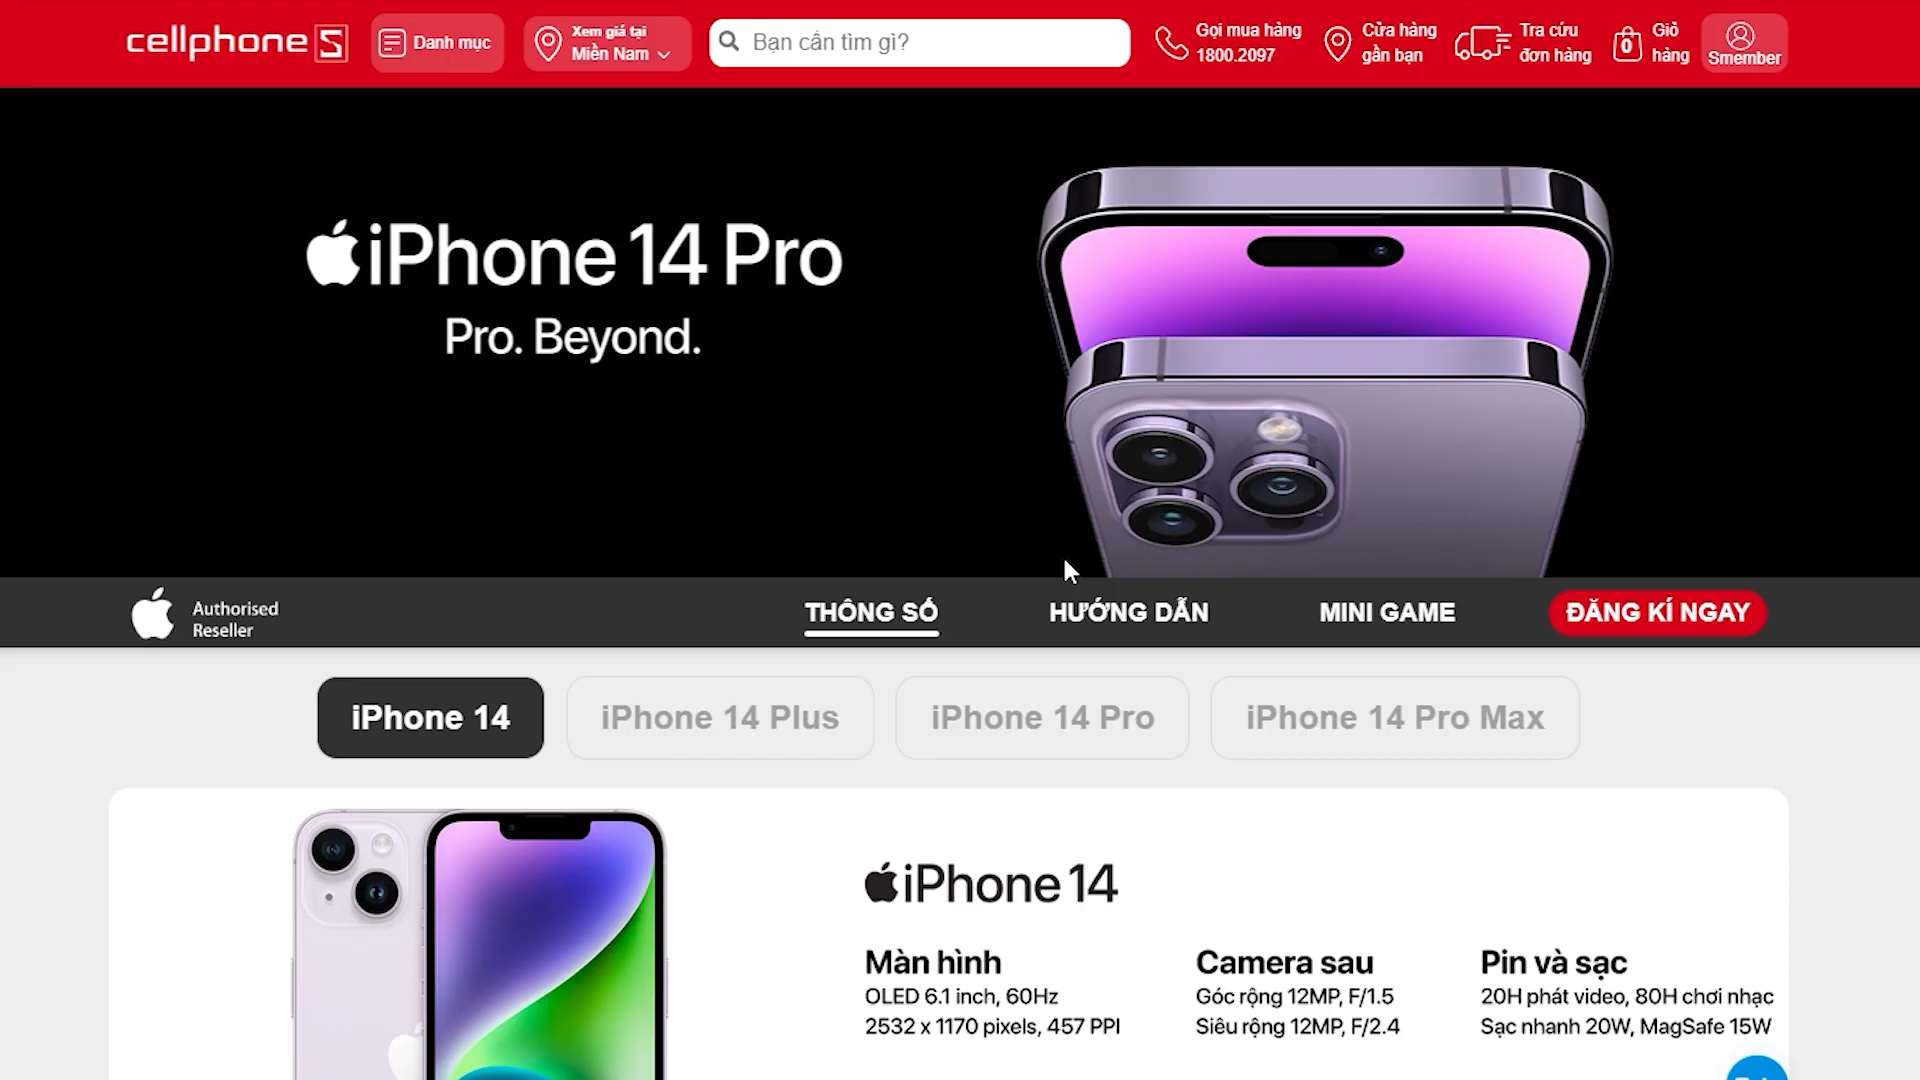 cellphoneS
Danh mục
Xem giá tại
Miền Nam
Bạn cần tìm gì?
Gọi mua hàng
1800.2097
Cửa hàng
gần bạn
Tra cứu
đơn hàng
0
Giỏ
hàng
Smember
iPhone 14 Pro
Pro. Beyond.
Authorised
Reseller
THÔNG SỐ
HƯỚNG DẪN
MINI GAME
ĐĂNG KÍ NGAY
iPhone 14
iPhone 14 Plus
iPhone 14 Pro
iPhone 14 Pro Max
iPhone 14
Màn hình
OLED 6.1 inch, 60Hz
2532 x 1170 pixels, 457 PPI
Camera sau
Góc rộng 12MP, F/1.5
Siêu rộng 12MP, F/2.4
Pin và sạc
20H phát video, 80H chơi nhạc
Sạc nhanh 20W, MagSafe 15W